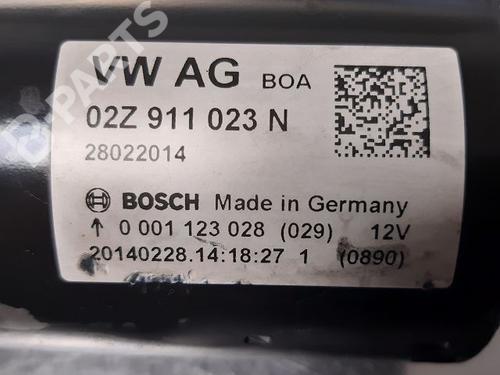 B PARTS
VW AG BOA
02Z 911 023 N
28022014
BOSCH Made in Germany
↑ 0 001 123 028 (029) 12V
20140228.14:18:27 1 (0890)